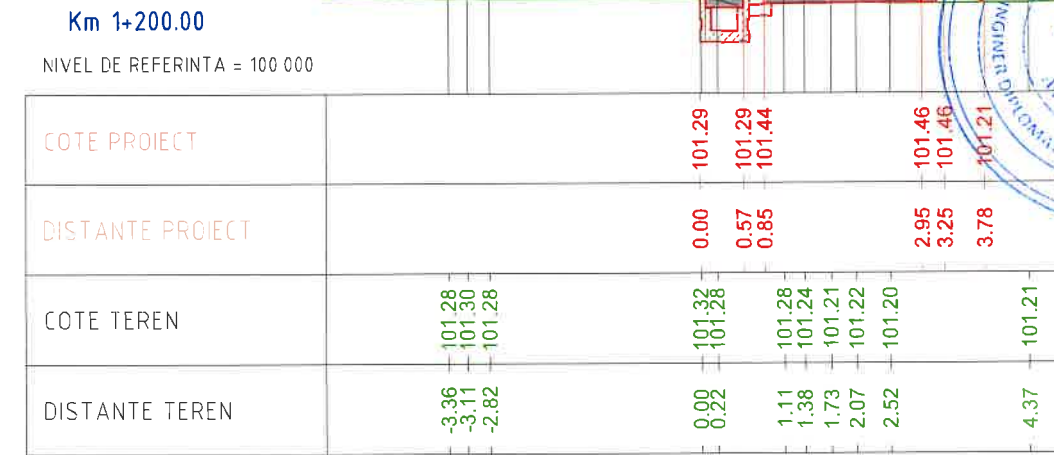 Km 1+200.00
NIVEL DE REFERINTA = 100 000
COTE PROIECT 101.29 101.29 101.44 101.46 101.46 101.21
DISTANTE PROIECT 0.00 0.57 0.85 2.95 3.25 3.78
COTE TEREN 101.28 101.30 101.28 101.32 101.28 101.28 101.24 101.21 101.22 101.20 101.21
DISTANTE TEREN -3.36 -3.11 -2.82 0.00 0.22 1.11 1.38 1.73 2.07 2.52 4.37